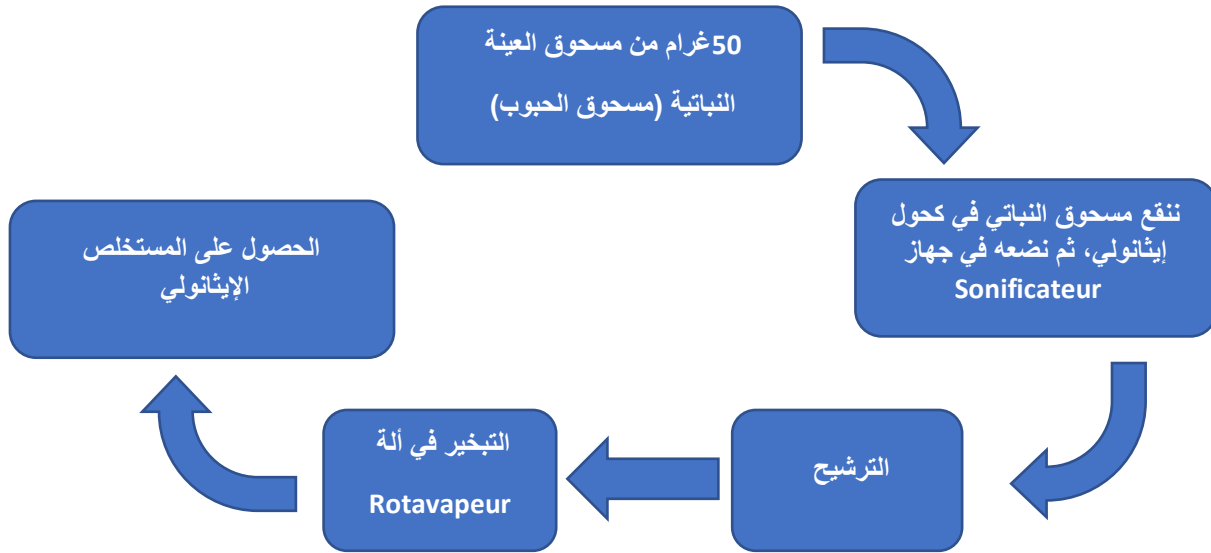 50غرام من مسحوق العينة
النباتية (مسحوق الحبوب)
ننقع مسحوق النباتي في كحول
إيثانولي، ثم نضعه في جهاز
Sonificateur
الترشيح
التبخير في ألة
Rotavapeur
الحصول على المستخلص
الإيثانولي